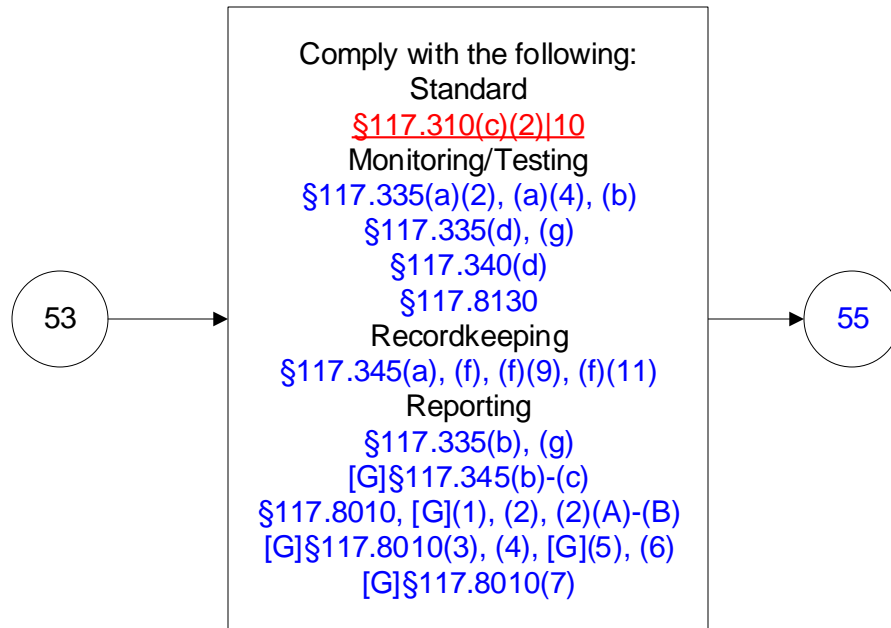 Comply with the following:
Standard
§117.310(c)(2)|10
Monitoring/Testing
§117.335(a)(2), (a)(4), (b)
§117.335(d), (g)
§117.340(d)
§117.8130
53
55
Recordkeeping
§117.345(a), (f), (f)(9), (f)(11)
Reporting
§117.335(b), (g)
[G]§117.345(b)-(c)
§117.8010, [G](1), (2), (2)(A)-(B)
[G]§117.8010(3), (4), [G](5), (6)
[G]§117.8010(7)